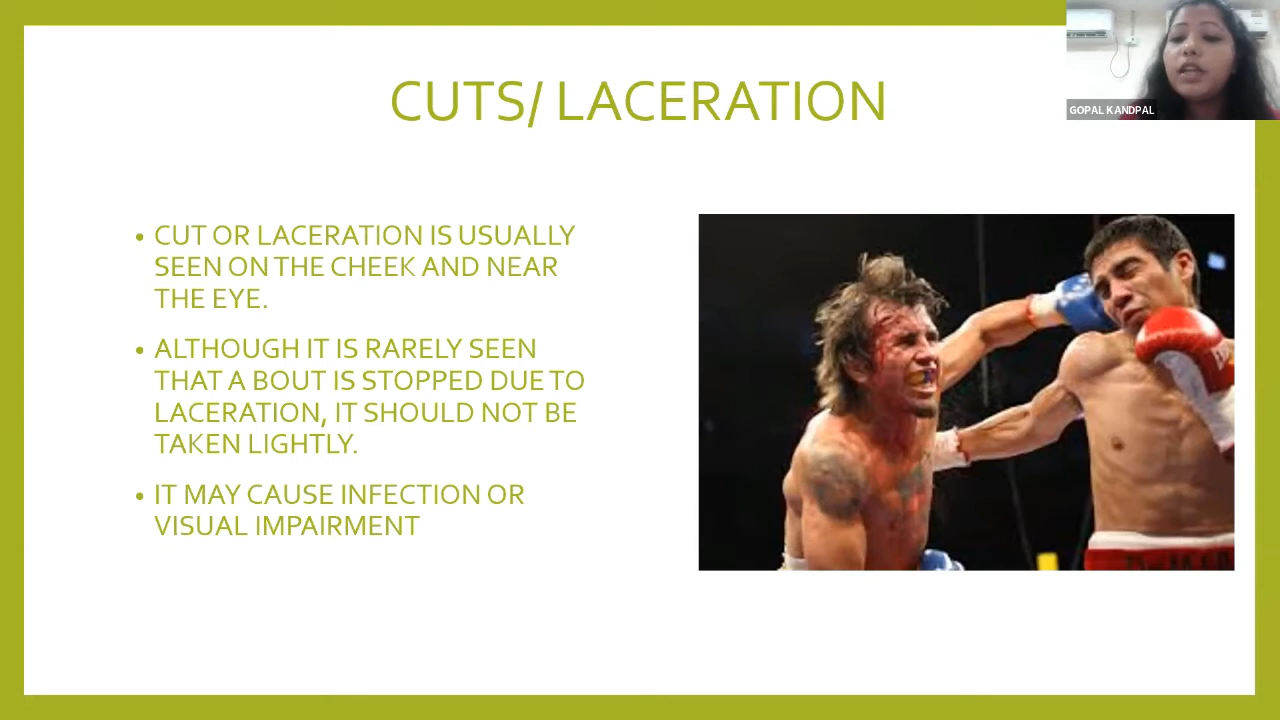 CUTS/ LACERATION
GOPAL KANDPAL
• CUT OR LACERATION IS USUALLY
SEEN ON THE CHEEK AND NEAR
THE EYE.
• ALTHOUGH IT IS RARELY SEEN
THAT A BOUT IS STOPPED DUE TO
LACERATION, IT SHOULD NOT BE
TAKEN LIGHTLY.
• IT MAY CAUSE INFECTION OR
VISUAL IMPAIRMENT